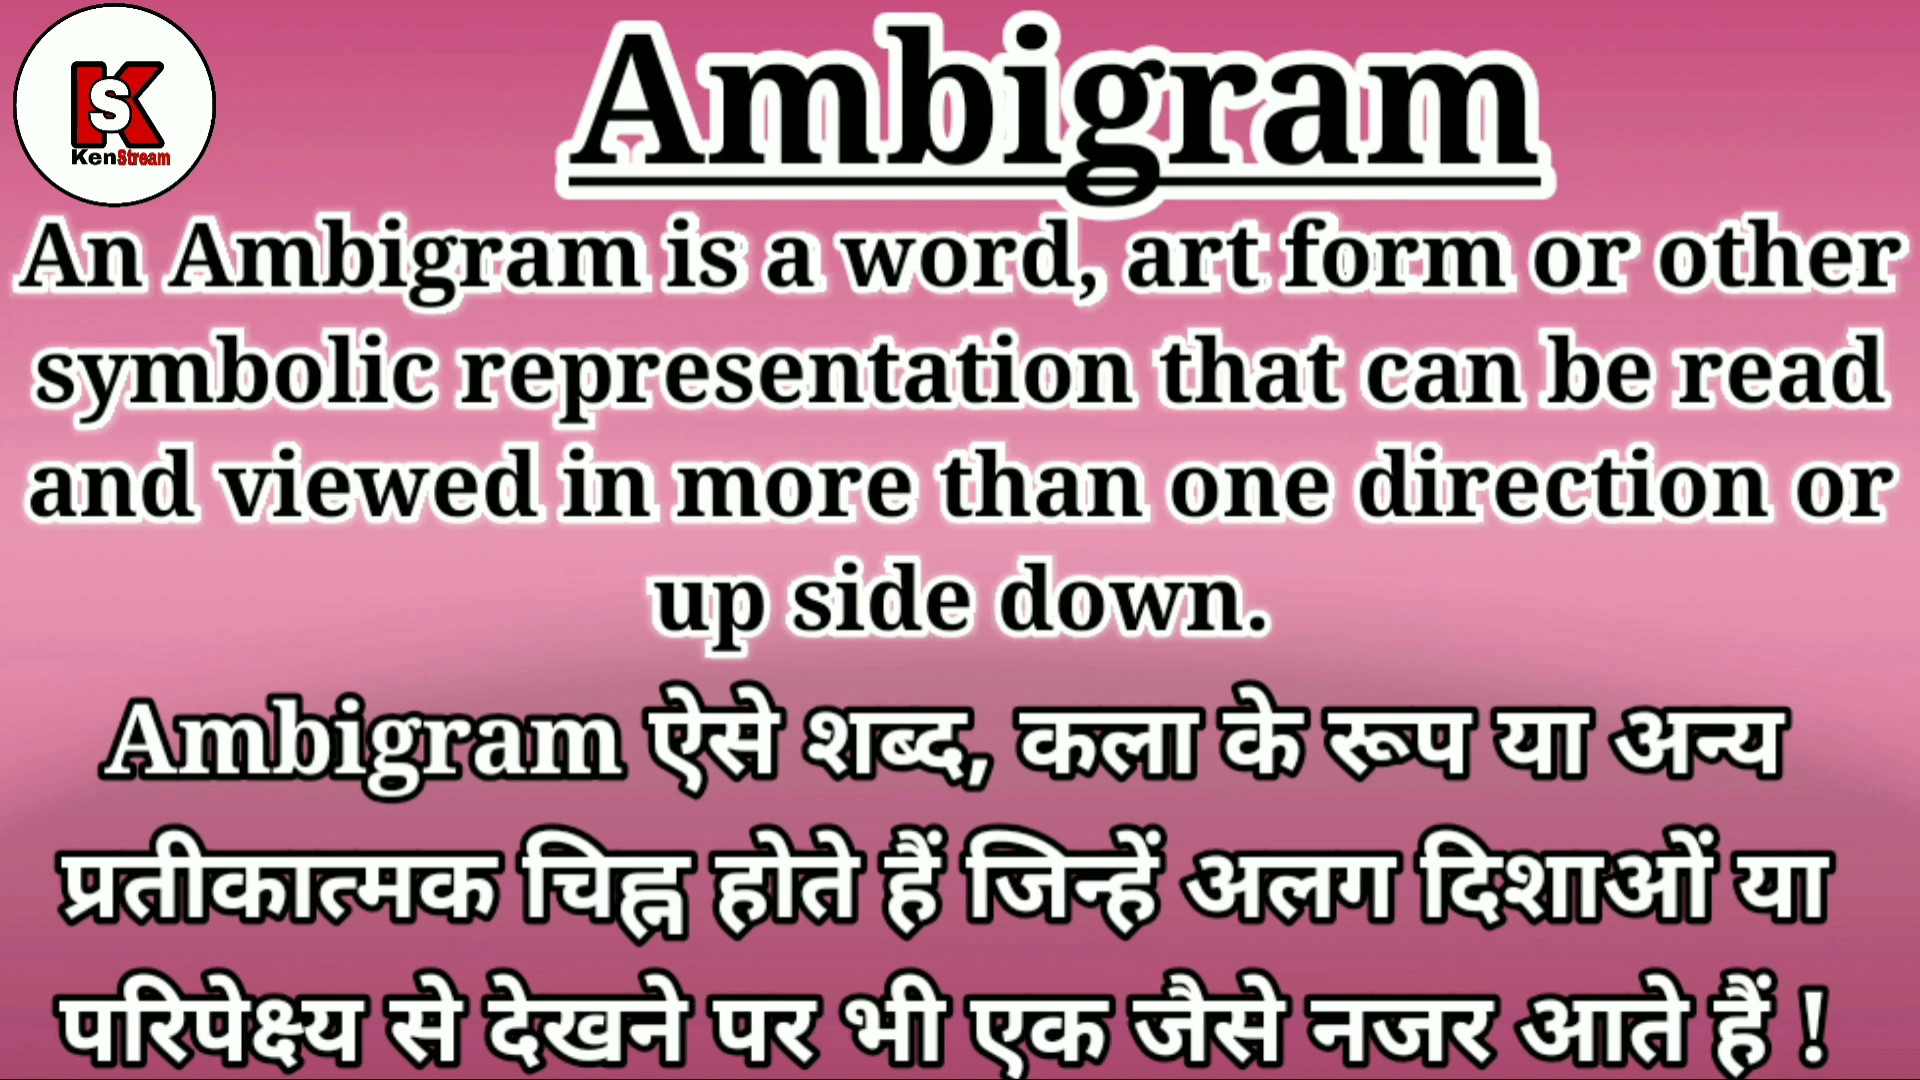 KS
KenStream
Ambigram
An Ambigram is a word, art form or other
symbolic representation that can be read
and viewed in more than one direction or
up side down.
Ambigram ऐसे शब्द, कला के रूप या अन्य
प्रतीकात्मक चिह्न होते हैं जिन्हें अलग दिशाओं या
परिपेक्ष्य से देखने पर भी एक जैसे नजर आते हैं !